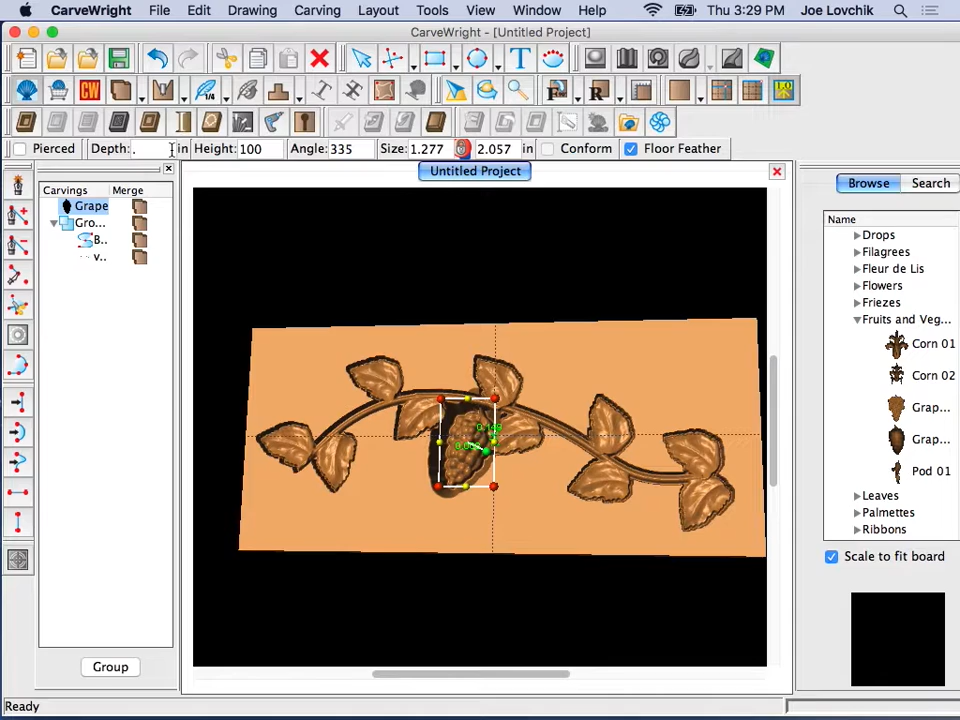 CarveWright File Edit Drawing Carving Layout Tools View Window Help Thu 3:29 PM Joe Lovchik
CarveWright - [Untitled Project]
Pierced Depth: . in Height: 100 Angle: 335 Size: 1.277 2.057 in Conform Floor Feather
Untitled Project
Browse Search
Carvings Merge
Grape
Gro...
B..
v..
Group
Name
Drops
Filagrees
Fleur de Lis
Flowers
Friezes
Fruits and Veg...
Corn 01
Corn 02
Grap...
Grap...
Pod 01
Leaves
Palmettes
Ribbons
Scale to fit board
Ready